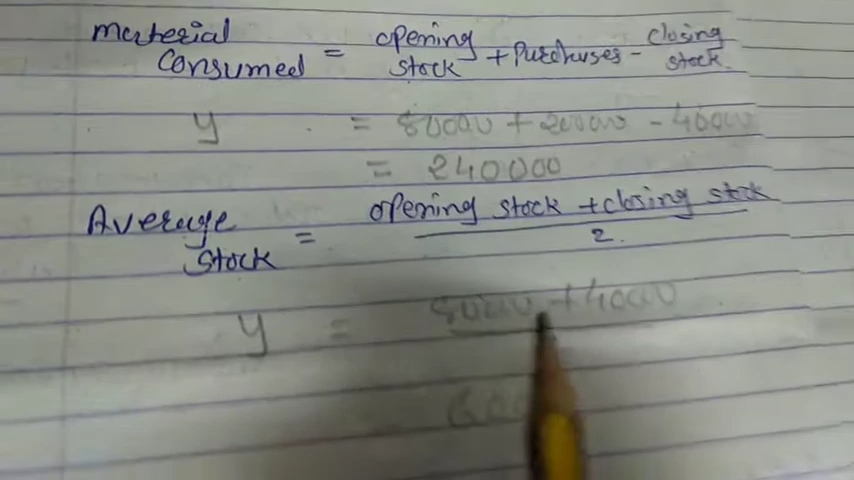 Material opening closing
Consumed = stock + Purchases - stock.
y = 80000 + 200000 - 40000
= 240000
Average opening stock + closing stock
stock = 2.
y = 80000 + 40000